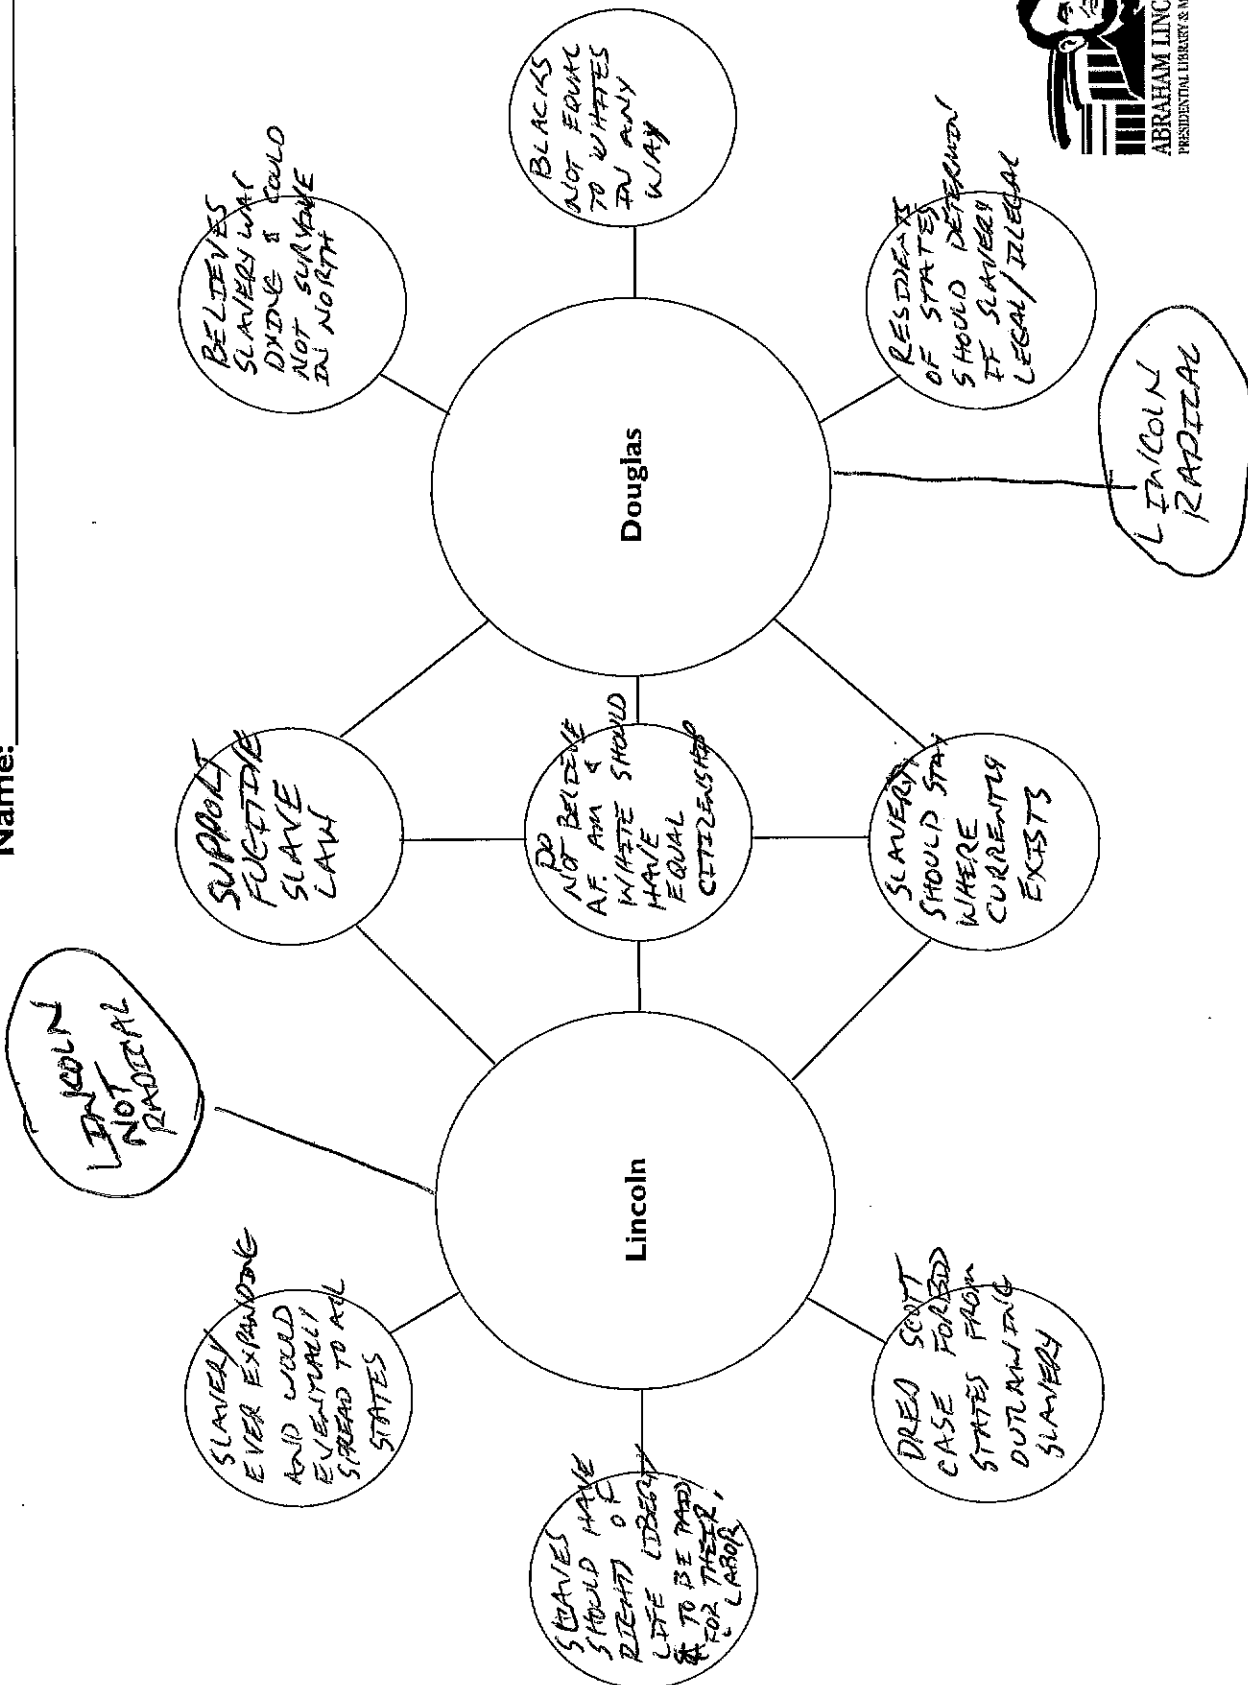 Name:
LINCOLN
NOT
RADICAL
SLAVERY
EVER EXPANDING
AND WOULD
EVENTUALLY
SPREAD TO ALL
STATES
SLAVES
SHOULD HAVE
RIGHTS OF
LIFE LIBERTY
& TO BE PAID
FOR THEIR
LABOR
DRED SCOTT
CASE FORBID
STATES FROM
OUTLAWING
SLAVERY
Lincoln
SUPPORT
FUGITIVE
SLAVE
LAW
DO
NOT BELIEVE
AF. AM &
WHITE SHOULD
HAVE
EQUAL
CITIZENSHIP
SLAVERY
SHOULD STAY
WHERE
CURRENTLY
EXISTS
Douglas
BELIEVES
SLAVERY WAS
DYING & COULD
NOT SURVIVE
IN NORTH
BLACKS
NOT EQUAL
TO WHITES
IN ANY
WAY
RESIDENTS
OF STATES
SHOULD DETERMIN
IF SLAVERY
LEGAL/ILLEGAL
LINCOLN
RADICAL
ABRAHAM LINC
PRESIDENTIAL LIBRARY & M